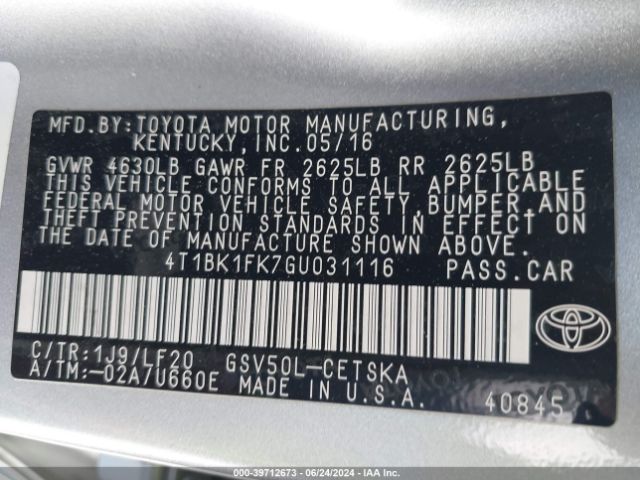 MFD.BY:TOYOTA MOTOR MANUFACTURING,
KENTUCKY, INC.05/16
GVWR 4630LB GAWR FR 2625LB RR 2625LB
THIS VEHICLE CONFORMS TO ALL APPLICABLE
FEDERAL MOTOR VEHICLE SAFETY,BUMPER,AND
THEFT PREVENTION STANDARDS IN EFFECT ON
THE DATE OF MANUFACTURE SHOWN ABOVE.
4T1BK1FK7GU031116 PASS.CAR
C/TR:1J9/LF20 GSV50L-CETSKA
A/TM:-02A/U660E MADE IN U.S.A. 40845
TOYOTA
000-39712673 / 06/24/2024 / IAA Inc.